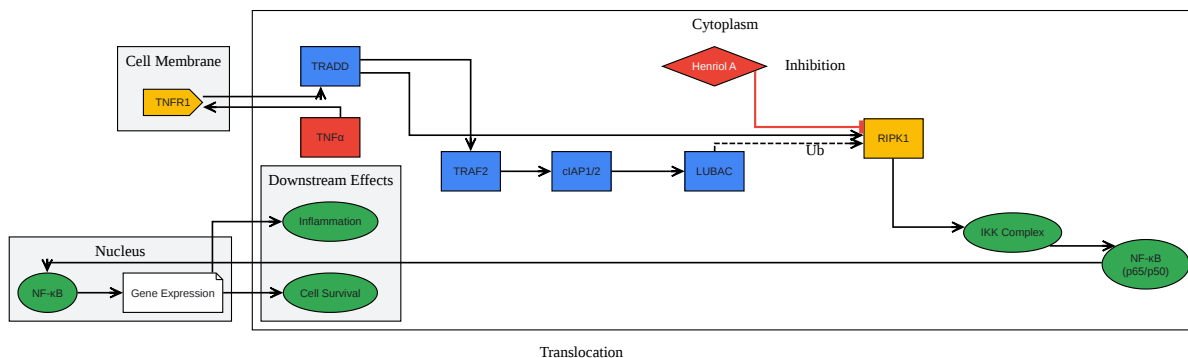 Cytoplasm
Cell Membrane
TRADD
Henriol A
Inhibition
TNFR1
TNFα
RIPK1
Ub
TRAF2
cIAP1/2
LUBAC
Downstream Effects
Inflammation
IKK Complex
Nucleus
NF-κB
(p65/p50)
NF-κB
Gene Expression
Cell Survival
Translocation